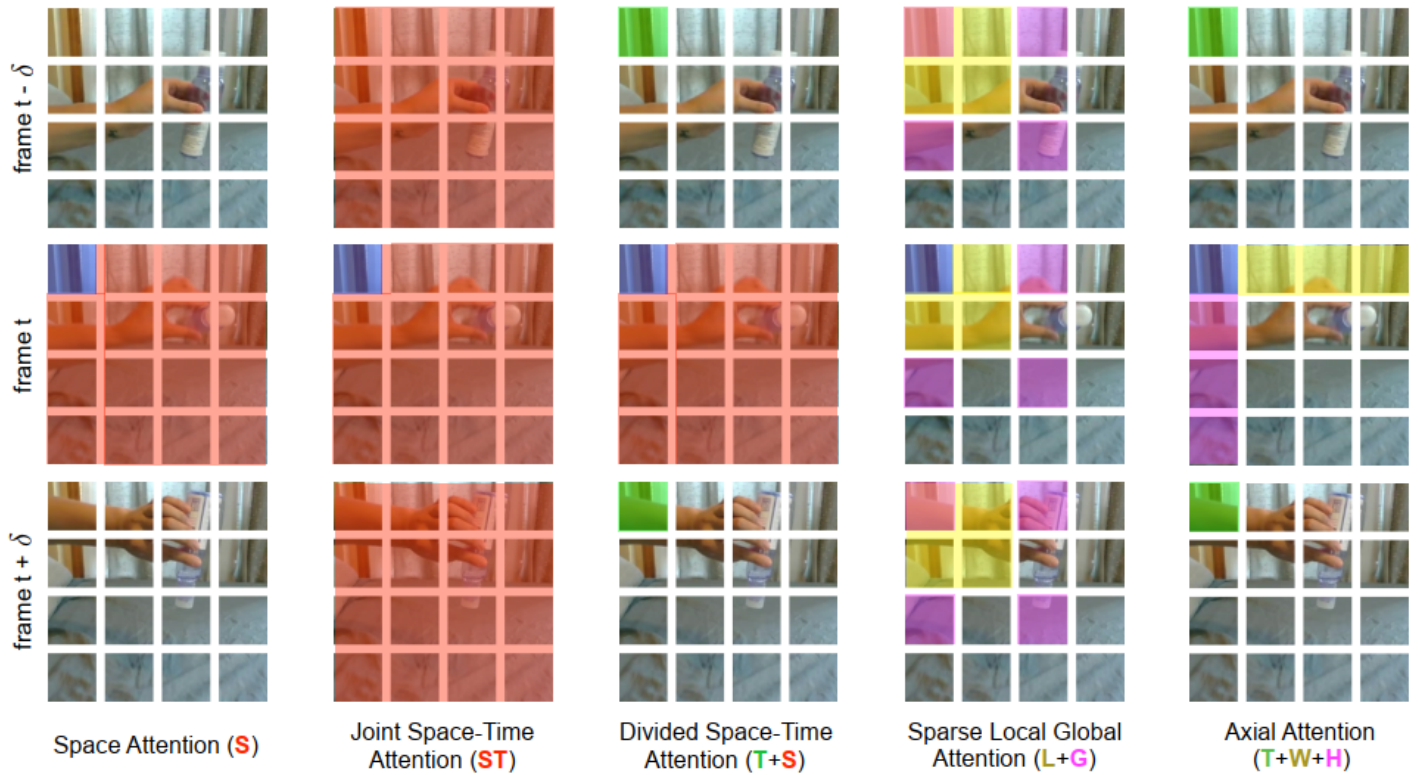 frame t - δ
frame t
frame t + δ
Space Attention (S)
Joint Space-Time
Attention (ST)
Divided Space-Time
Attention (T+S)
Sparse Local Global
Attention (L+G)
Axial Attention
(T+W+H)